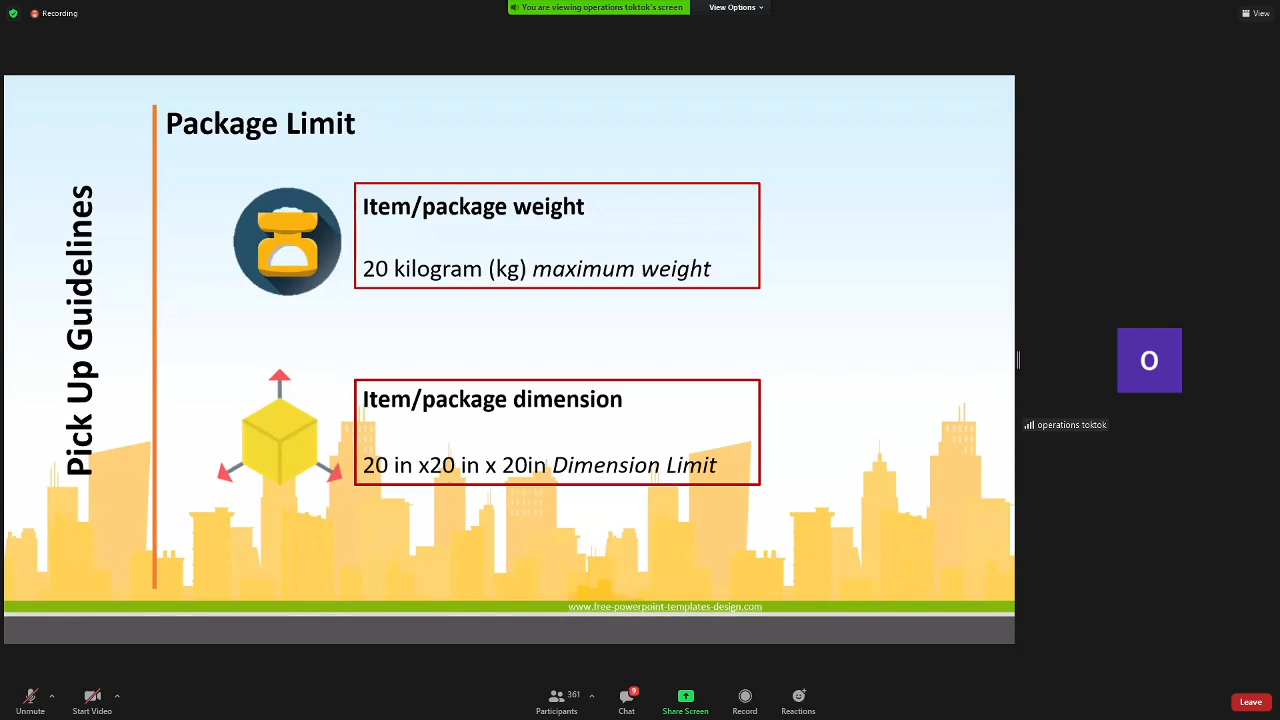 Recording
You are viewing operations toktok's screen
View Options
View
Package Limit
Pick Up Guidelines
Item/package weight
20 kilogram (kg) maximum weight
Item/package dimension
20 in x20 in x 20in Dimension Limit
www.free-powerpoint-templates-design.com
O
operations toktok
Unmute
Start Video
361
Participants
9
Chat
Share Screen
Record
Reactions
Leave